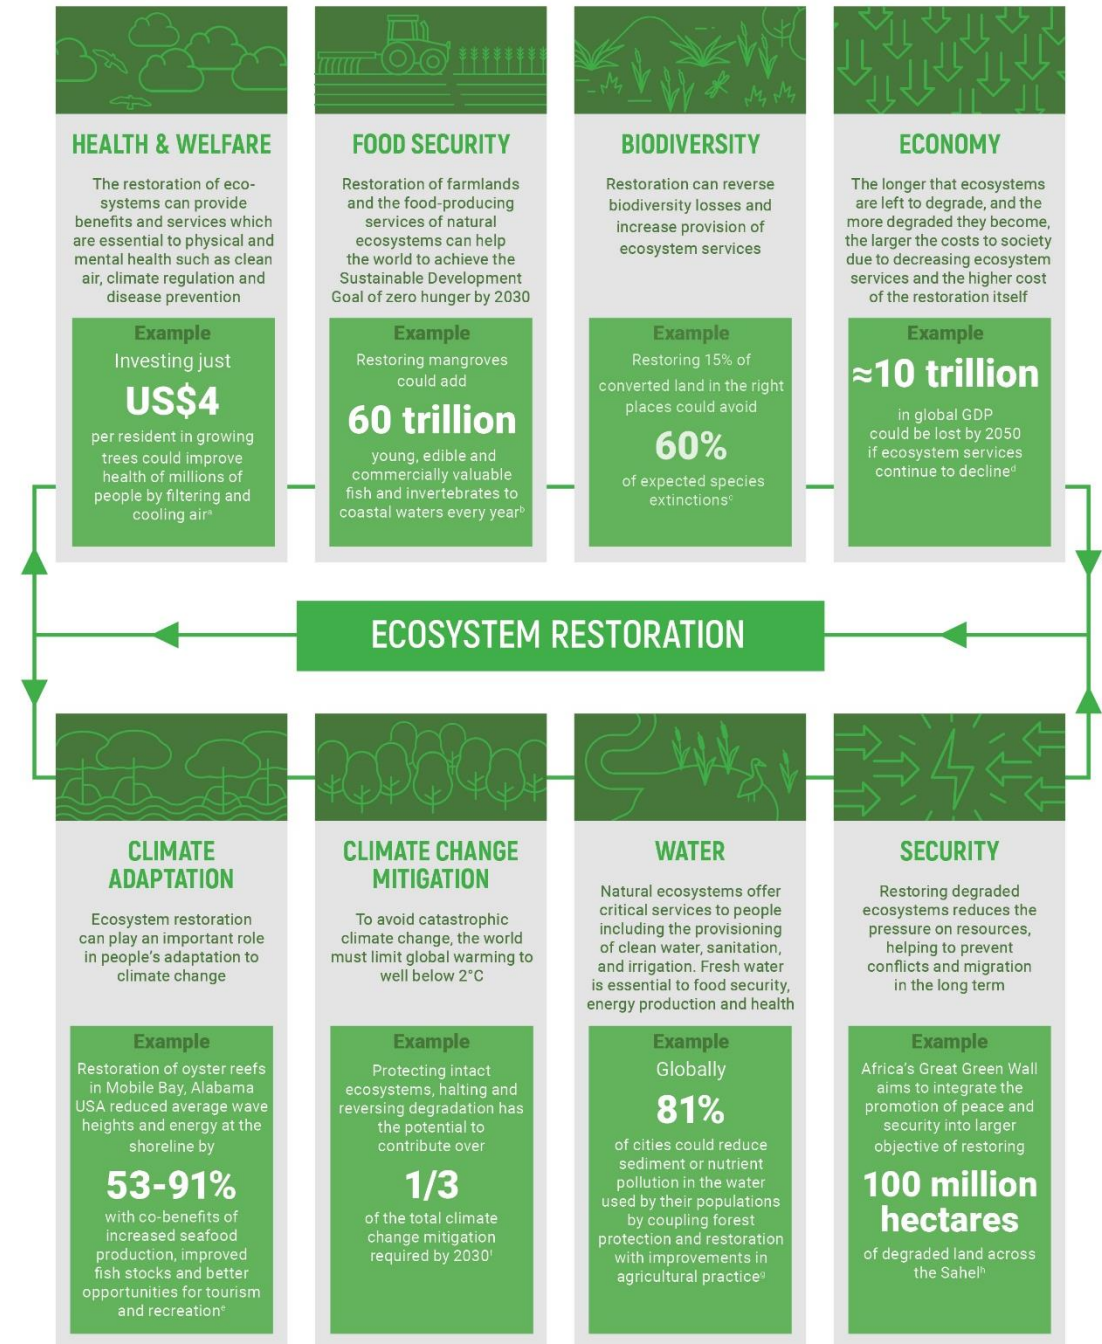 HEALTH & WELFARE
The restoration of eco-
systems can provide
benefits and services which
are essential to physical and
mental health such as clean
air, climate regulation and
disease prevention
Example
Investing just
US$4
per resident in growing
trees could improve
health of millions of
people by filtering and
cooling airᵃ
FOOD SECURITY
Restoration of farmlands
and the food-producing
services of natural
ecosystems can help
the world to achieve the
Sustainable Development
Goal of zero hunger by 2030
Example
Restoring mangroves
could add
60 trillion
young, edible and
commercially valuable
fish and invertebrates to
coastal waters every yearᵇ
BIODIVERSITY
Restoration can reverse
biodiversity losses and
increase provision of
ecosystem services
Example
Restoring 15% of
converted land in the right
places could avoid
60%
of expected species
extinctionsᶜ
ECONOMY
The longer that ecosystems
are left to degrade, and the
more degraded they become,
the larger the costs to society
due to decreasing ecosystem
services and the higher cost
of the restoration itself
Example
≈10 trillion
in global GDP
could be lost by 2050
if ecosystem services
continue to declineᵈ
ECOSYSTEM RESTORATION
CLIMATE
ADAPTATION
Ecosystem restoration
can play an important role
in people's adaptation to
climate change
Example
Restoration of oyster reefs
in Mobile Bay, Alabama
USA reduced average wave
heights and energy at the
shoreline by
53-91%
with co-benefits of
increased seafood
production, improved
fish stocks and better
opportunities for tourism
and recreationᵉ
CLIMATE CHANGE
MITIGATION
To avoid catastrophic
climate change, the world
must limit global warming to
well below 2°C
Example
Protecting intact
ecosystems, halting and
reversing degradation has
the potential to
contribute over
1/3
of the total climate
change mitigation
required by 2030ᶠ
WATER
Natural ecosystems offer
critical services to people
including the provisioning
of clean water, sanitation,
and irrigation. Fresh water
is essential to food security,
energy production and health
Example
Globally
81%
of cities could reduce
sediment or nutrient
pollution in the water
used by their populations
by coupling forest
protection and restoration
with improvements in
agricultural practiceᵍ
SECURITY
Restoring degraded
ecosystems reduces the
pressure on resources,
helping to prevent
conflicts and migration
in the long term
Example
Africa's Great Green Wall
aims to integrate the
promotion of peace and
security into larger
objective of restoring
100 million
hectares
of degraded land across
the Sahelʰ